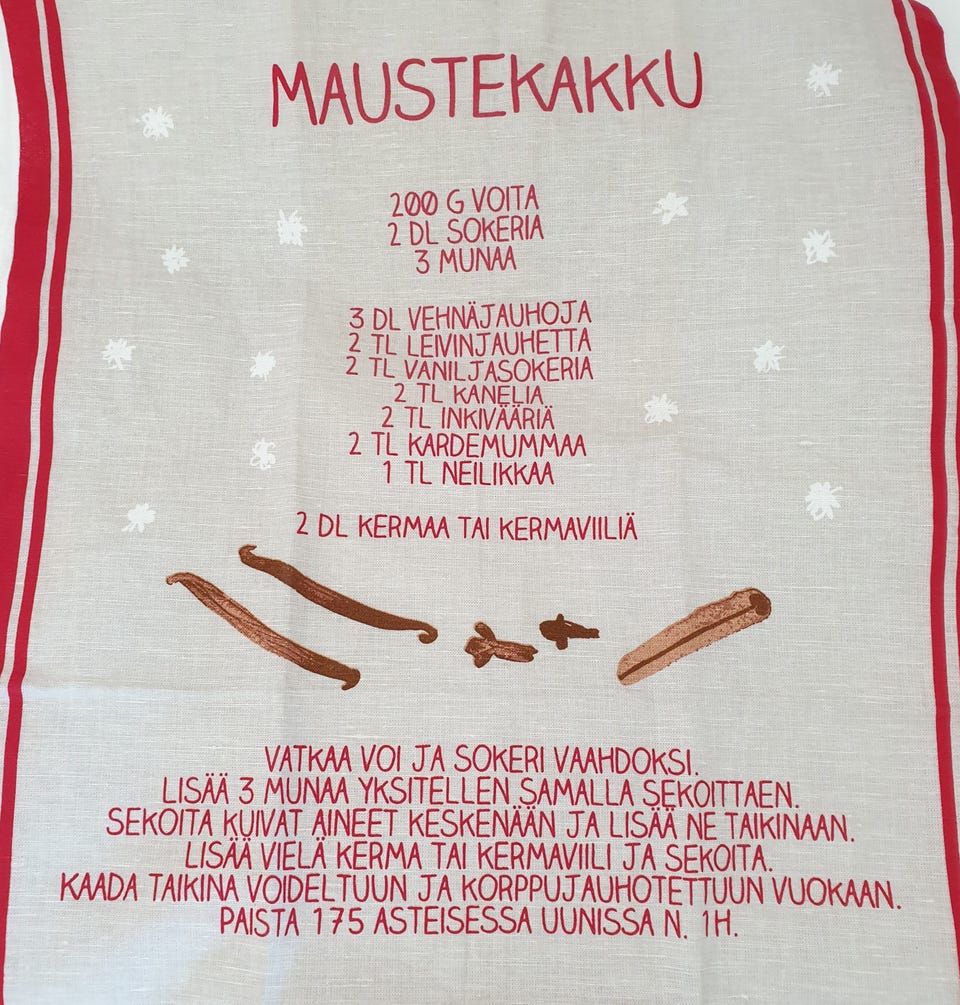 MAUSTEKAKKU
200 G VOITA
2 DL SOKERIA
3 MUNAA
3 DL VEHNÄJAUHOJA
2 TL LEIVINJAUHETTA
2 TL VANILJASOKERIA
2 TL KANELIA
2 TL INKIVÄÄRIÄ
2 TL KARDEMUMMAA
1 TL NEILIKKAA
2 DL KERMAA TAI KERMAVIILIÄ
VATKAA VOI JA SOKERI VAAHDOKSI.
LISÄÄ 3 MUNAA YKSITELLEN SAMALLA SEKOITTAEN.
SEKOITA KUIVAT AINEET KESKENÄÄN JA LISÄÄ NE TAIKINAAN.
LISÄÄ VIELÄ KERMA TAI KERMAVIILI JA SEKOITA.
KAADA TAIKINA VOIDELTUUN JA KORPPUJAUHOTETTUUN VUOKAAN.
PAISTA 175 ASTEISESSA UUNISSA N. 1H.